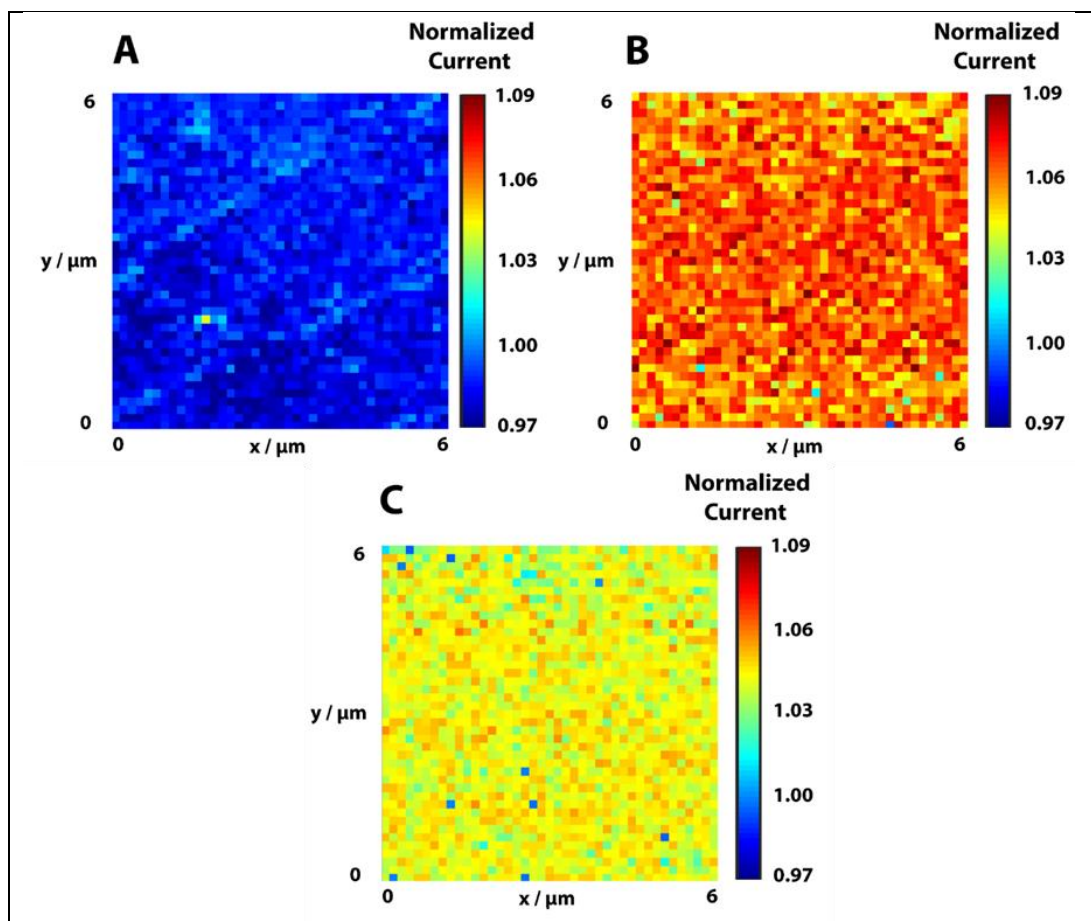 A
Normalized
Current
6
1.09
1.06
1.03
1.00
0.97
y / µm
0
0
x / µm
6
B
Normalized
Current
6
1.09
1.06
1.03
1.00
0.97
y / µm
0
0
x / µm
6
C
Normalized
Current
6
1.09
1.06
1.03
1.00
0.97
y / µm
0
0
x / µm
6